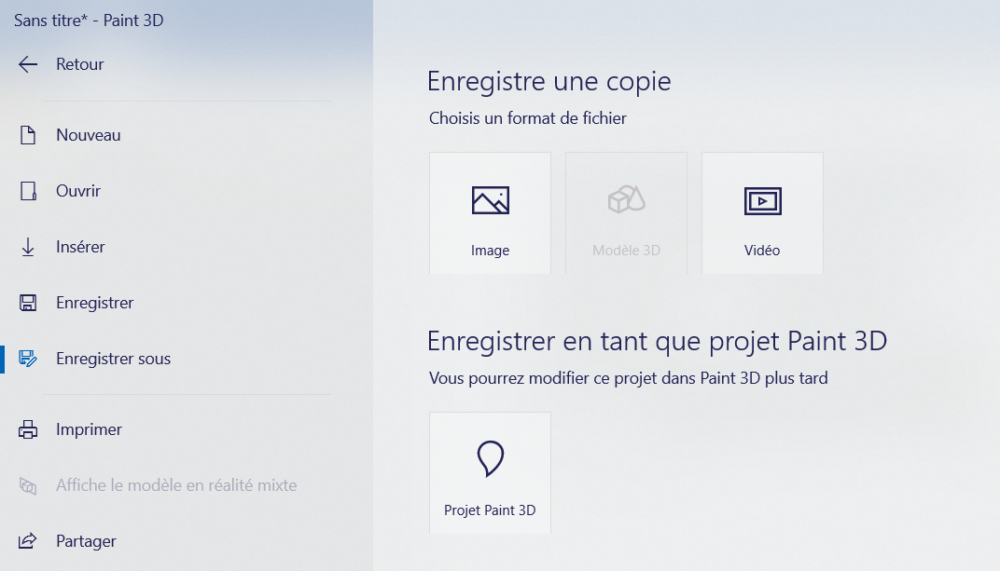 Sans titre* - Paint 3D
Retour
Nouveau
Ouvrir
Insérer
Enregistrer
Enregistrer sous
Imprimer
Affiche le modèle en réalité mixte
Partager
Enregistre une copie
Choisis un format de fichier
Image
Modèle 3D
Vidéo
Enregistrer en tant que projet Paint 3D
Vous pourrez modifier ce projet dans Paint 3D plus tard
Projet Paint 3D